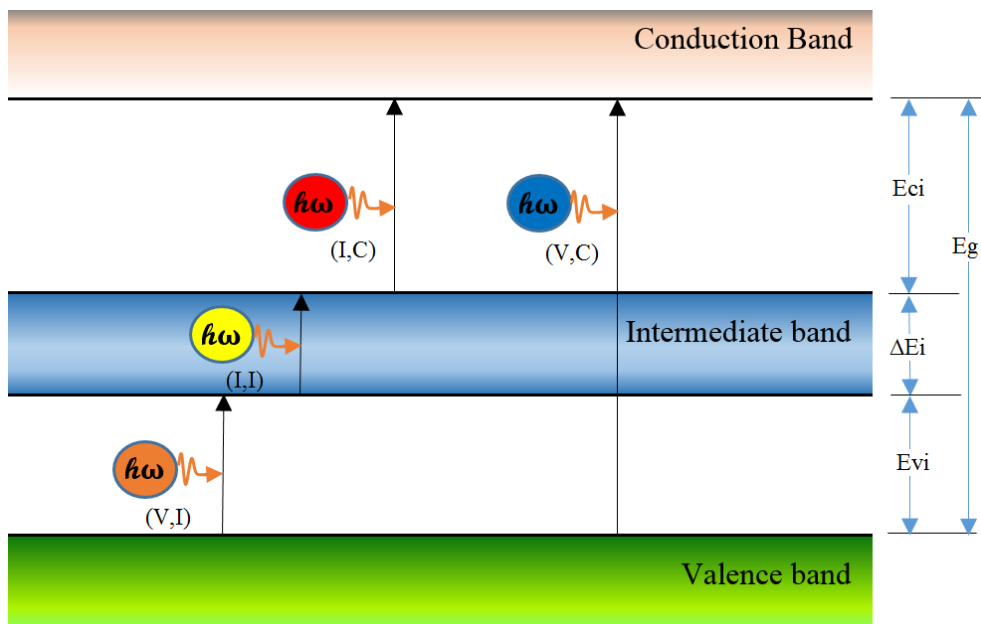 Conduction Band
ħω
ħω
Eci
(I,C)
(V,C)
Eg
ħω
Intermediate band
ΔEi
(I,I)
ħω
Evi
(V,I)
Valence band